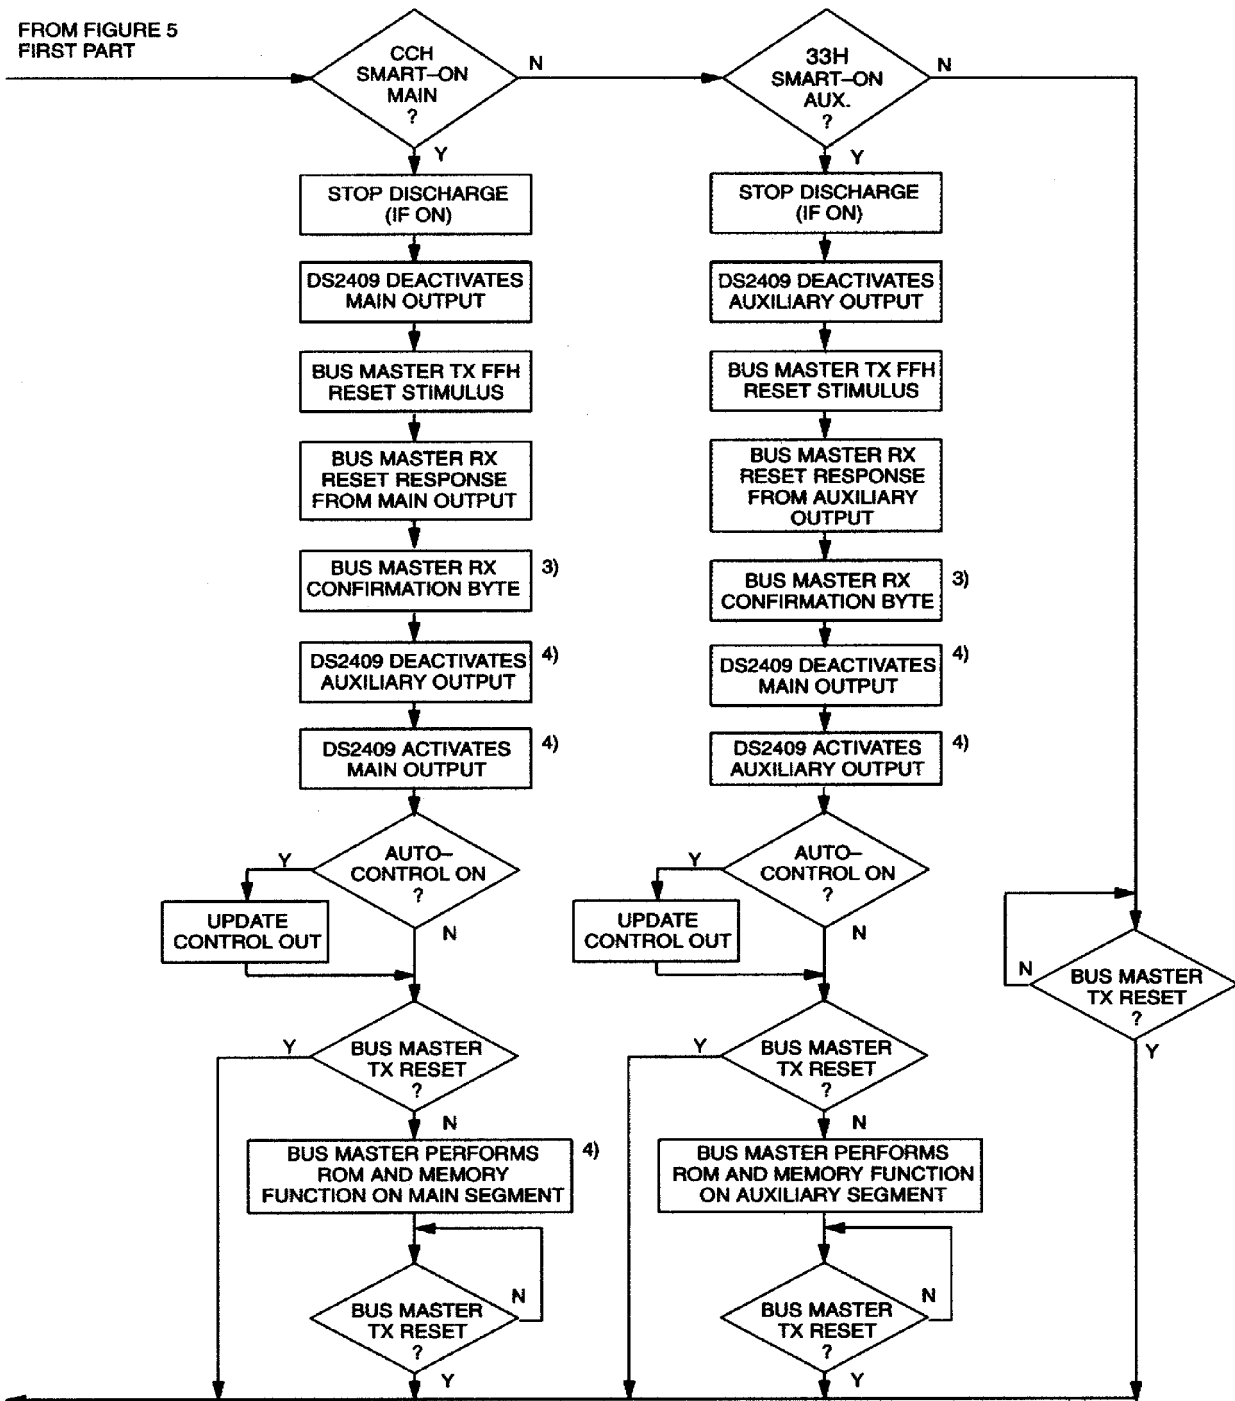 FROM FIGURE 5
FIRST PART
CCH
SMART–ON
MAIN
?
N
Y
STOP DISCHARGE
(IF ON)
DS2409 DEACTIVATES
MAIN OUTPUT
BUS MASTER TX FFH
RESET STIMULUS
BUS MASTER RX
RESET RESPONSE
FROM MAIN OUTPUT
BUS MASTER RX
CONFIRMATION BYTE
3)
DS2409 DEACTIVATES
AUXILIARY OUTPUT
4)
DS2409 ACTIVATES
MAIN OUTPUT
4)
AUTO–
CONTROL ON
?
Y
UPDATE
CONTROL OUT
N
BUS MASTER
TX RESET
?
Y
N
BUS MASTER PERFORMS
ROM AND MEMORY
FUNCTION ON MAIN SEGMENT
4)
BUS MASTER
TX RESET
?
N
Y
33H
SMART–ON
AUX.
?
N
Y
STOP DISCHARGE
(IF ON)
DS2409 DEACTIVATES
AUXILIARY OUTPUT
BUS MASTER TX FFH
RESET STIMULUS
BUS MASTER RX
RESET RESPONSE
FROM AUXILIARY
OUTPUT
BUS MASTER RX
CONFIRMATION BYTE
3)
DS2409 DEACTIVATES
MAIN OUTPUT
4)
DS2409 ACTIVATES
AUXILIARY OUTPUT
4)
AUTO–
CONTROL ON
?
Y
UPDATE
CONTROL OUT
N
BUS MASTER
TX RESET
?
Y
N
BUS MASTER PERFORMS
ROM AND MEMORY FUNCTION
ON AUXILIARY SEGMENT
BUS MASTER
TX RESET
?
N
Y
BUS MASTER
TX RESET
?
N
Y